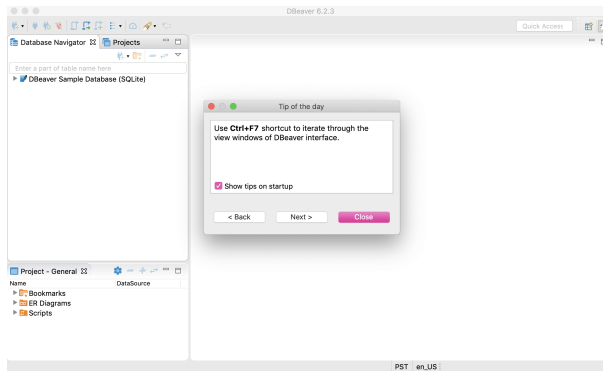 DBeaver 6.2.3
Quick Access
Database Navigator
Projects
Enter a part of table name here
DBeaver Sample Database (SQLite)
Tip of the day
Use Ctrl+F7 shortcut to iterate through the
view windows of DBeaver interface.
Show tips on startup
< Back
Next >
Close
Project - General
Name
DataSource
Bookmarks
ER Diagrams
Scripts
PST
en_US